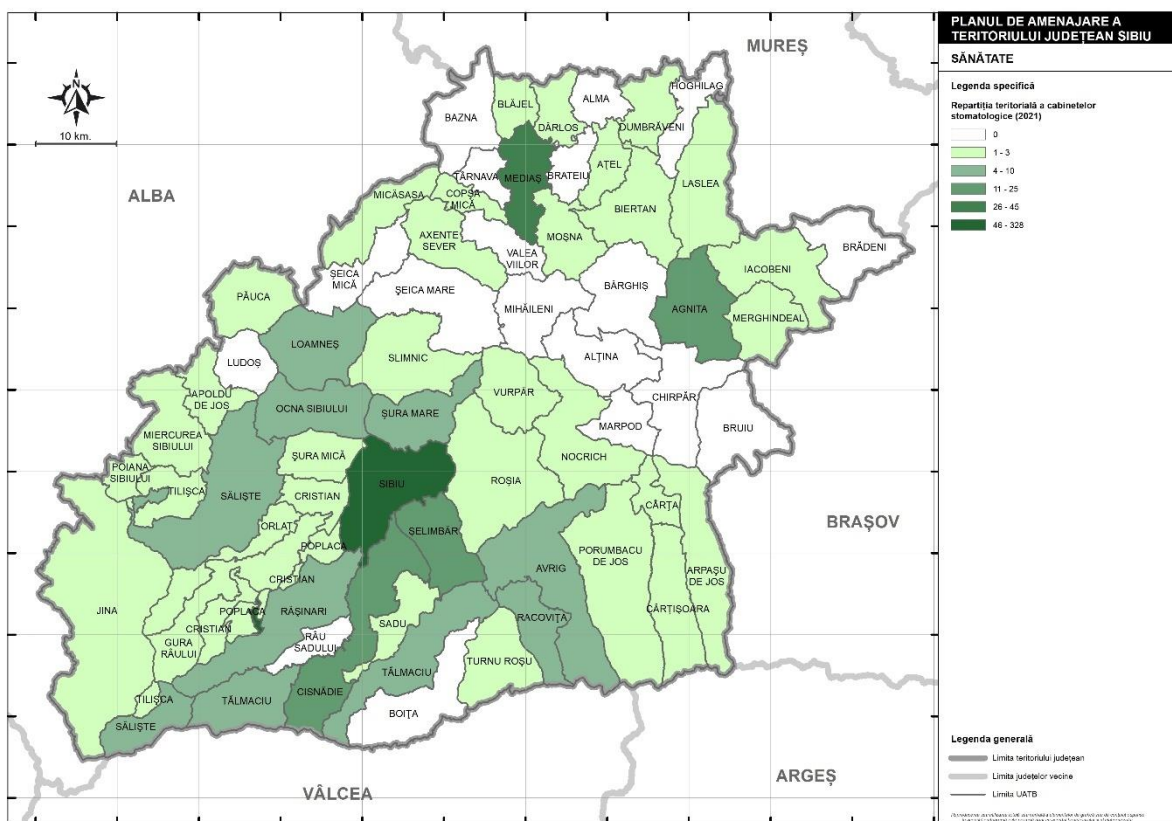 PLANUL DE AMENAJARE A
TERITORIULUI JUDEȚEAN SIBIU
SĂNĂTATE
Legenda specifică
Repartiția teritorială a cabinetelor
stomatologice (2021)
0
1 - 3
4 - 10
11 - 25
26 - 45
46 - 328
N
10 km.
MUREȘ
ALBA
BRAȘOV
ARGEȘ
VÂLCEA
HOGHILAG
ALMA
BLĂJEL
BAZNA
DÂRLOS
DUMBRĂVENI
AȚEL
TÂRNAVA
MEDIAȘ
BRATEIU
LASLEA
MICĂSASA
COPȘA
MICĂ
BIERTAN
AXENTE
SEVER
MOȘNA
BRĂDENI
VALEA
VIILOR
IACOBENI
ȘEICA
MICĂ
ȘEICA MARE
BÂRGHIȘ
PĂUCA
MIHĂILENI
AGNITA
MERGHINDEAL
LOAMNEȘ
SLIMNIC
ALȚINA
LUDOȘ
APOLDU
DE JOS
VURPĂR
CHIRPĂR
OCNA SIBIULUI
ȘURA MARE
MARPOD
BRUIU
MIERCUREA
SIBIULUI
ȘURA MICĂ
NOCRICH
POIANA
SIBIULUI
TILIȘCA
SĂLIȘTE
CRISTIAN
SIBIU
ROȘIA
CÂRȚA
ORLAT
ȘELIMBĂR
POPLACA
PORUMBACU
DE JOS
AVRIG
ARPAȘU
DE JOS
CRISTIAN
JINA
POPLACA
RĂȘINARI
CÂRȚIȘOARA
RACOVIȚA
CRISTIAN
SADU
GURA
RÂULUI
RÂU
SADULUI
TURNU ROȘU
TĂLMACIU
TILIȘCA
CISNĂDIE
TĂLMACIU
BOIȚA
SĂLIȘTE
Legenda generală
Limita teritoriului județean
Limita județelor vecine
Limita UATB